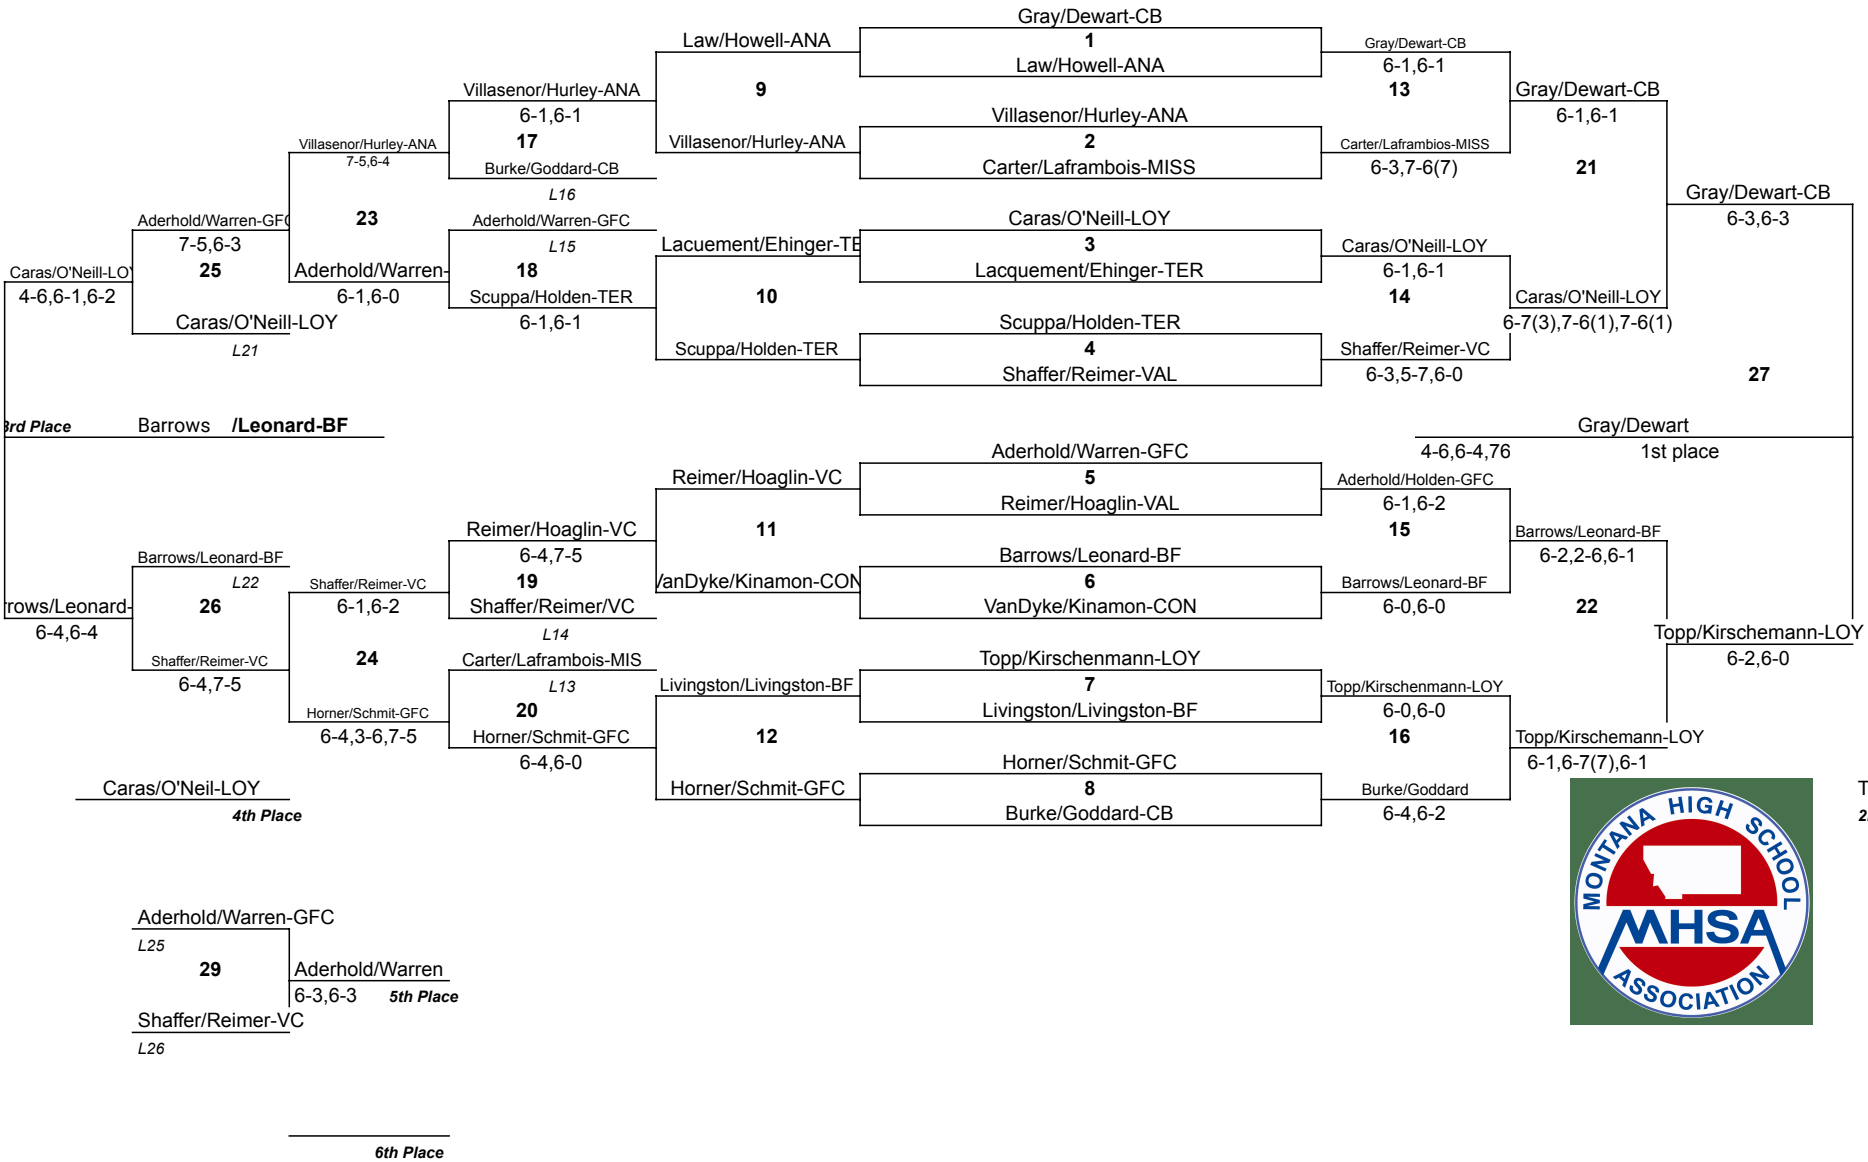 Gray/Dewart-CB
Law/Howell-ANA
1
Gray/Dewart-CB
Law/Howell-ANA
6-1,6-1
Villasenor/Hurley-ANA
9
13
Gray/Dewart-CB
6-1,6-1
Villasenor/Hurley-ANA
6-1,6-1
Villasenor/Hurley-ANA
17
Villasenor/Hurley-ANA
2
Carter/Laframbios-MISS
7-5,6-4
Burke/Goddard-CB
Carter/Laframbois-MISS
6-3,7-6(7)
21
L16
Gray/Dewart-CB
Aderhold/Warren-GFC
23
Aderhold/Warren-GFC
Caras/O'Neill-LOY
6-3,6-3
7-5,6-3
L15
Lacuement/Ehinger-TE
3
Caras/O'Neill-LOY
Caras/O'Neill-LOY
25
Aderhold/Warren-
18
Lacquement/Ehinger-TER
6-1,6-1
4-6,6-1,6-2
6-1,6-0
Scuppa/Holden-TER
10
14
Caras/O'Neill-LOY
Caras/O'Neill-LOY
6-1,6-1
Scuppa/Holden-TER
6-7(3),7-6(1),7-6(1)
L21
Scuppa/Holden-TER
4
Shaffer/Reimer-VC
Shaffer/Reimer-VAL
6-3,5-7,6-0
27
3rd Place
Barrows /Leonard-BF
Gray/Dewart
Aderhold/Warren-GFC
4-6,6-4,76
1st place
Reimer/Hoaglin-VC
5
Aderhold/Holden-GFC
Reimer/Hoaglin-VAL
6-1,6-2
Reimer/Hoaglin-VC
11
15
Barrows/Leonard-BF
Barrows/Leonard-BF
6-4,7-5
Barrows/Leonard-BF
6-2,2-6,6-1
L22
Shaffer/Reimer-VC
19
VanDyke/Kinamon-CON
6
Barrows/Leonard-BF
rrows/Leonard-
26
6-1,6-2
Shaffer/Reimer/VC
VanDyke/Kinamon-CON
6-0,6-0
22
6-4,6-4
L14
Topp/Kirschemann-LOY
Shaffer/Reimer-VC
24
Carter/Laframbois-MIS
Topp/Kirschenmann-LOY
6-2,6-0
6-4,7-5
L13
Livingston/Livingston-BF
7
Topp/Kirschenmann-LOY
Horner/Schmit-GFC
20
Livingston/Livingston-BF
6-0,6-0
6-4,3-6,7-5
Horner/Schmit-GFC
12
16
Topp/Kirschemann-LOY
6-4,6-0
Horner/Schmit-GFC
6-1,6-7(7),6-1
Caras/O'Neil-LOY
Horner/Schmit-GFC
8
Burke/Goddard
T
4th Place
Burke/Goddard-CB
6-4,6-2
2
MONTANA HIGH SCHOOL
MHSA
ASSOCIATION
Aderhold/Warren-GFC
L25
29
Aderhold/Warren
6-3,6-3
5th Place
Shaffer/Reimer-VC
L26
6th Place